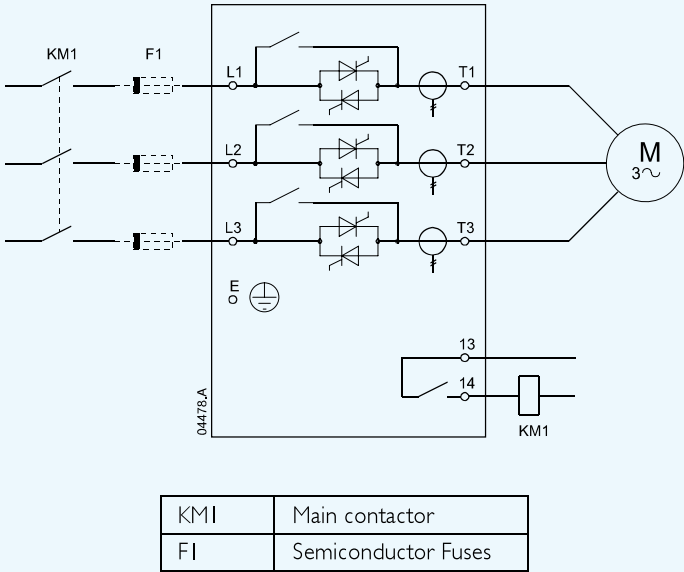 KM1 F1
L1 T1
L2 T2
L3 T3
M
3~
E
13
14
KM1
04478.A
KM1 Main contactor
F1 Semiconductor Fuses